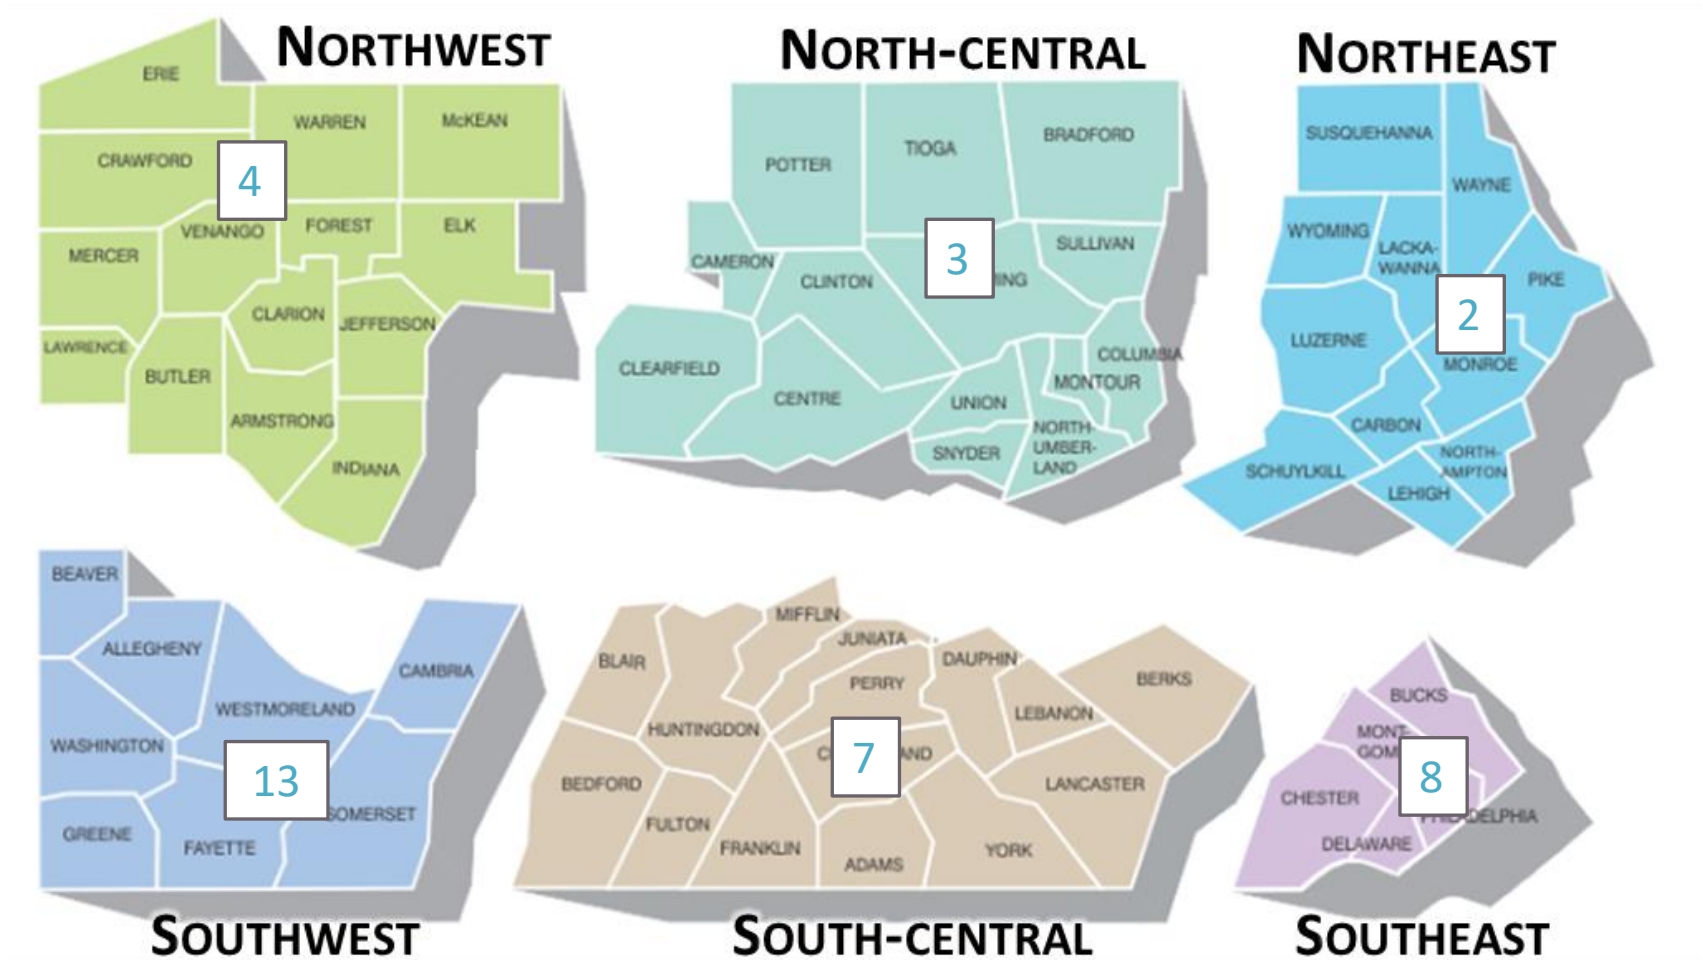 NORTHWEST
ERIE
WARREN
McKEAN
CRAWFORD
4
VENANGO
FOREST
ELK
MERCER
CLARION
JEFFERSON
LAWRENCE
BUTLER
ARMSTRONG
INDIANA
NORTH-CENTRAL
POTTER
TIOGA
BRADFORD
CAMERON
CLINTON
3
ING
SULLIVAN
CLEARFIELD
CENTRE
UNION
COLUMBIA
MONTOUR
SNYDER
NORTH-
UMBER-
LAND
NORTHEAST
SUSQUEHANNA
WAYNE
WYOMING
LACKA-
WANNA
PIKE
2
LUZERNE
MONROE
CARBON
SCHUYLKILL
NORTH-
AMPTON
LEHIGH
BEAVER
ALLEGHENY
CAMBRIA
WESTMORELAND
WASHINGTON
13
SOMERSET
GREENE
FAYETTE
SOUTHWEST
MIFFLIN
JUNIATA
BLAIR
DAUPHIN
PERRY
BERKS
HUNTINGDON
LEBANON
7
BEDFORD
LANCASTER
FULTON
FRANKLIN
ADAMS
YORK
SOUTH-CENTRAL
BUCKS
MONT-
GOM
8
CHESTER
PHILADELPHIA
DELAWARE
SOUTHEAST